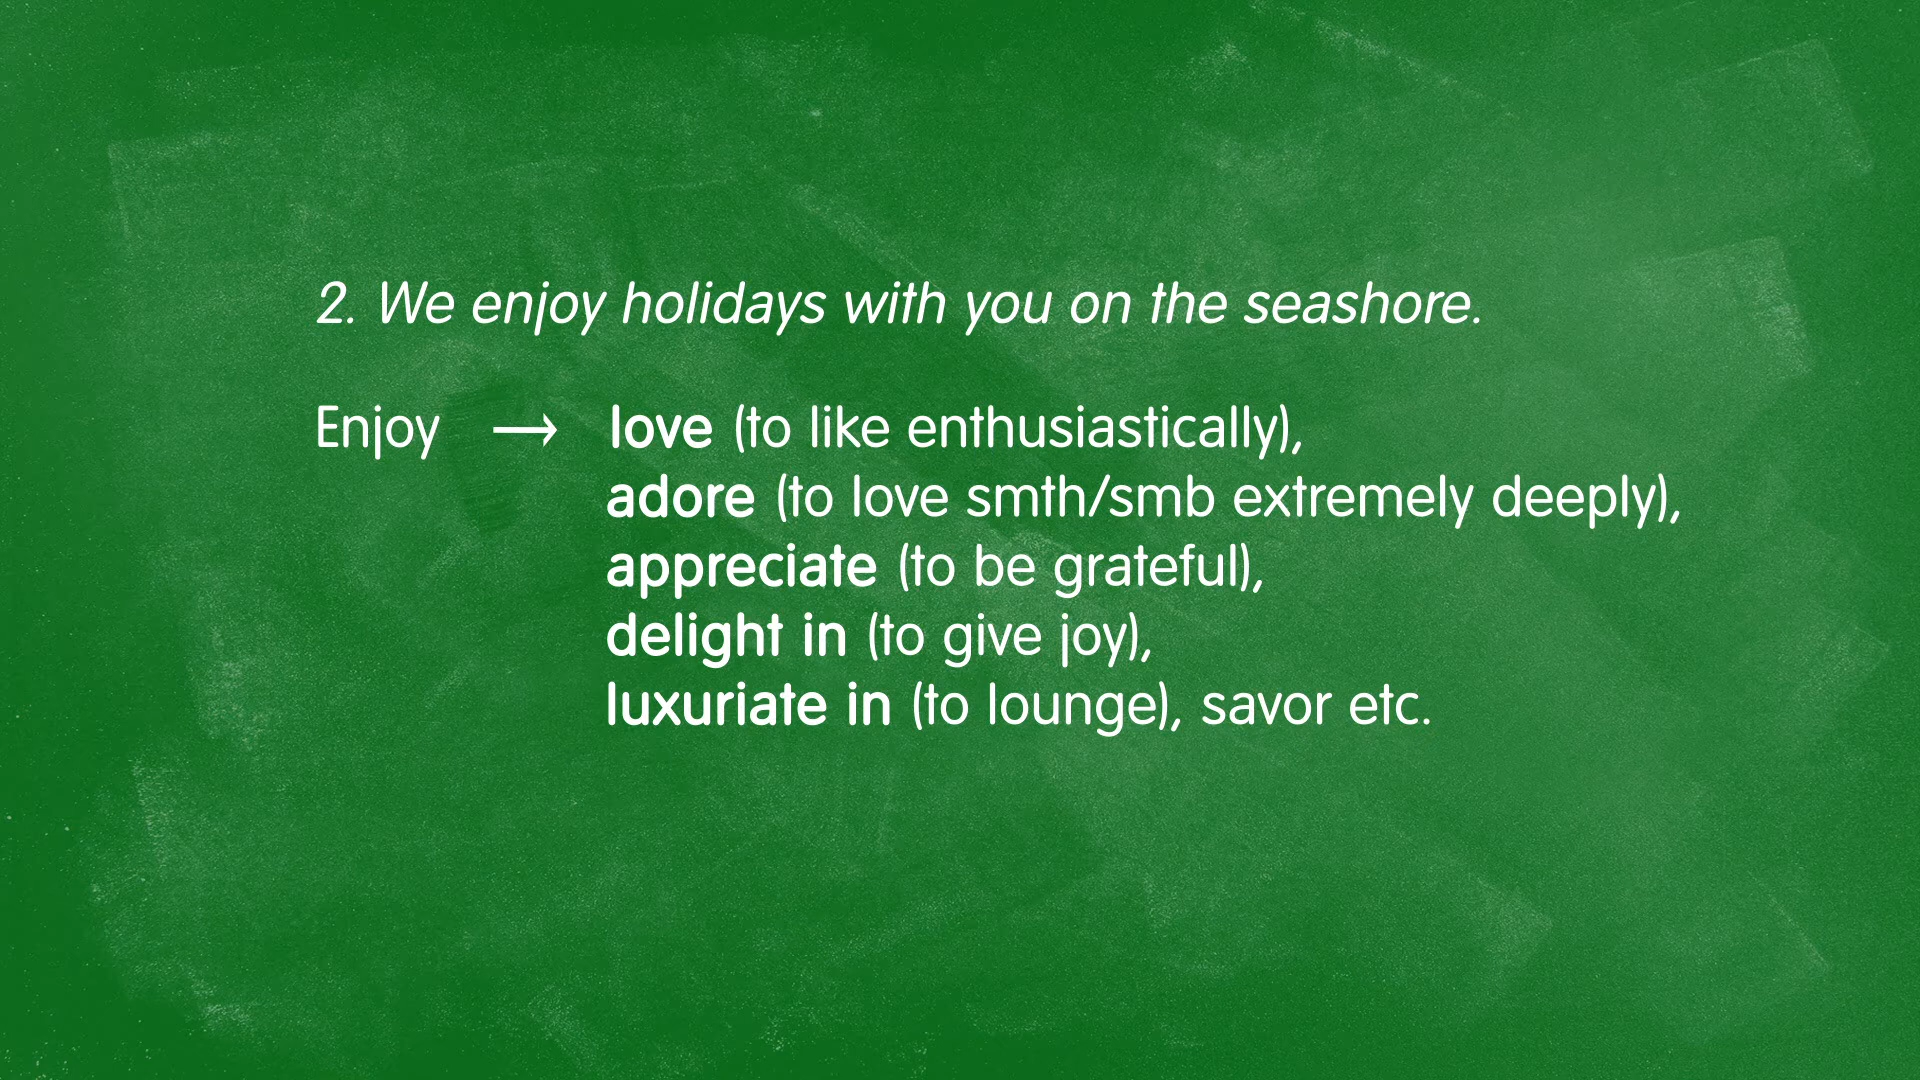 2. We enjoy holidays with you on the seashore.
Enjoy → love (to like enthusiastically),
adore (to love smth/smb extremely deeply),
appreciate (to be grateful),
delight in (to give joy),
luxuriate in (to lounge), savor etc.